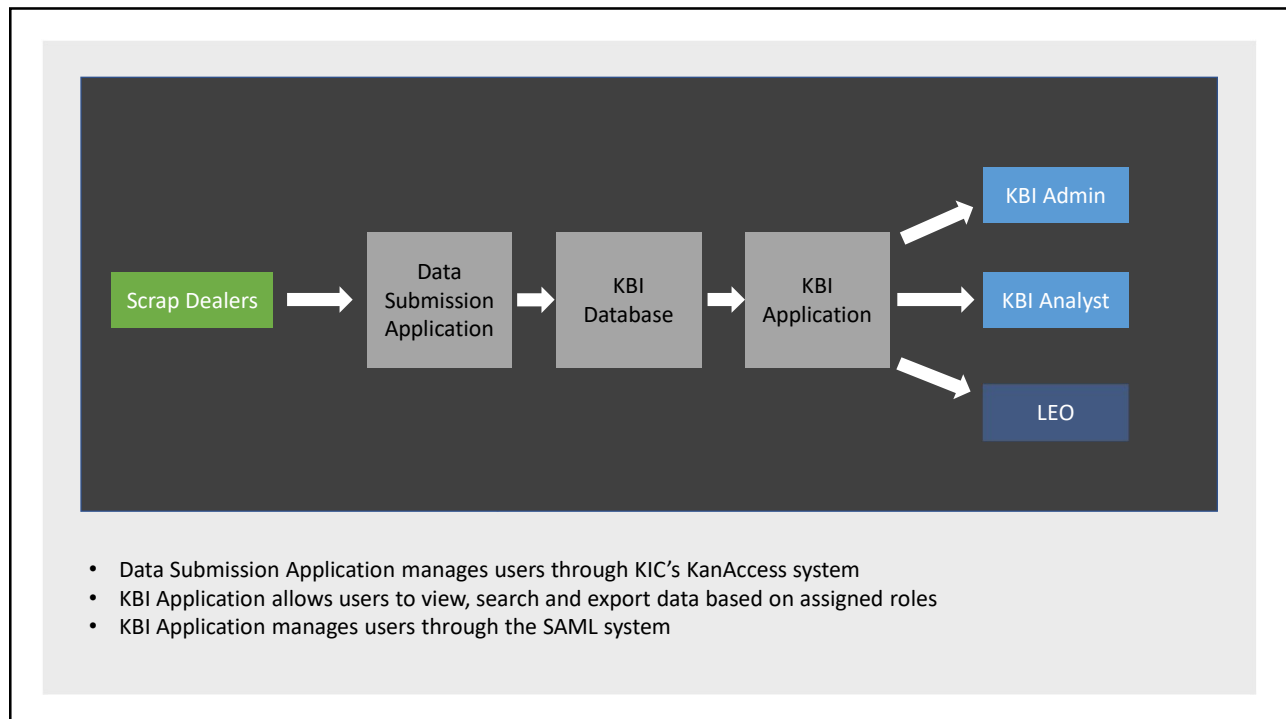 KBI Admin
Scrap Dealers
Data
Submission
Application
KBI
Database
KBI
Application
KBI Analyst
LEO
• Data Submission Application manages users through KIC's KanAccess system
• KBI Application allows users to view, search and export data based on assigned roles
• KBI Application manages users through the SAML system